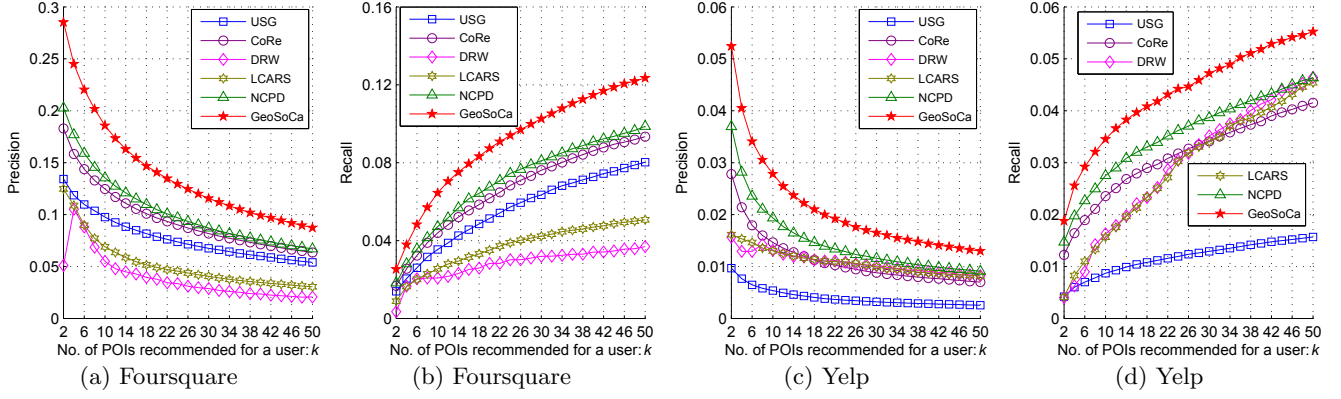 0.3
0.25
0.2
0.15
0.1
0.05
0
Precision
2 6 10 14 18 22 26 30 34 38 42 46 50
No. of POIs recommended for a user: k
USG
CoRe
DRW
LCARS
NCPD
GeoSoCa
(a) Foursquare
0.16
0.12
0.08
0.04
0
Recall
2 6 10 14 18 22 26 30 34 38 42 46 50
No. of POIs recommended for a user: k
USG
CoRe
DRW
LCARS
NCPD
GeoSoCa
(b) Foursquare
0.06
0.05
0.04
0.03
0.02
0.01
0
Precision
2 6 10 14 18 22 26 30 34 38 42 46 50
No. of POIs recommended for a user: k
USG
CoRe
DRW
LCARS
NCPD
GeoSoCa
(c) Yelp
0.06
0.05
0.04
0.03
0.02
0.01
0
Recall
2 6 10 14 18 22 26 30 34 38 42 46 50
No. of POIs recommended for a user: k
USG
CoRe
DRW
LCARS
NCPD
GeoSoCa
(d) Yelp